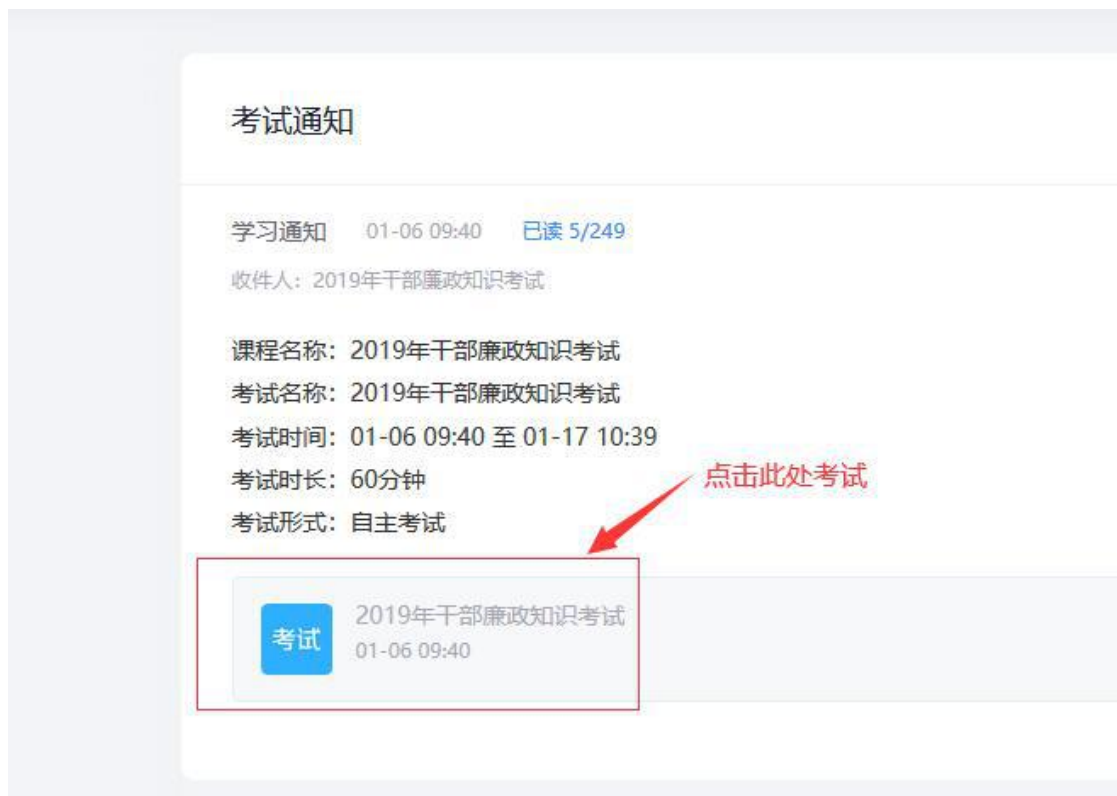 考试通知
学习通知 01-06 09:40 已读 5/249
收件人：2019年干部廉政知识考试
课程名称：2019年干部廉政知识考试
考试名称：2019年干部廉政知识考试
考试时间：01-06 09:40 至 01-17 10:39
考试时长：60分钟
点击此处考试
考试形式：自主考试
考试
2019年干部廉政知识考试
01-06 09:40